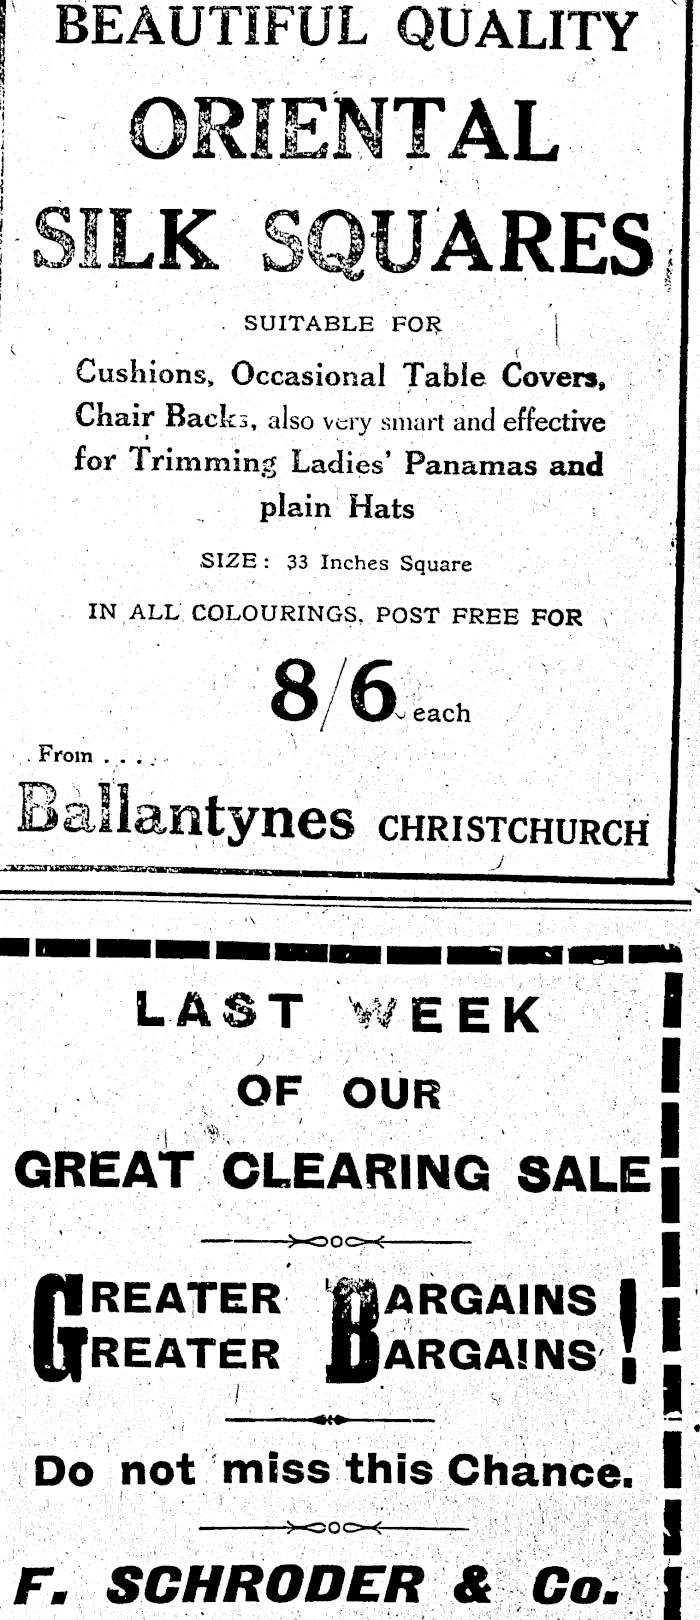 BEAUTIFUL QUALITY
ORIENTAL
SILK SQUARES
SUITABLE FOR
Cushions, Occasional Table Covers,
Chair Backs, also very smart and effective
for Trimming Ladies' Panamas and
plain Hats
SIZE: 33 Inches Square
IN ALL COLOURINGS, POST FREE FOR
8/6 each
From ....
Ballantynes CHRISTCHURCH
LAST WEEK
OF OUR
GREAT CLEARING SALE
GREATER BARGAINS
GREATER BARGAINS!
Do not miss this Chance.
F. SCHRODER & Co.